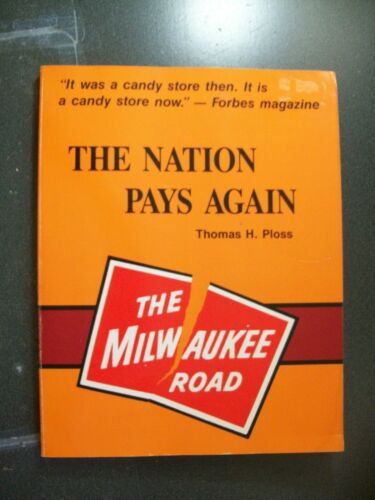 "It was a candy store then. It is
a candy store now." — Forbes magazine
THE NATION
PAYS AGAIN
Thomas H. Ploss
THE
MILWAUKEE
ROAD